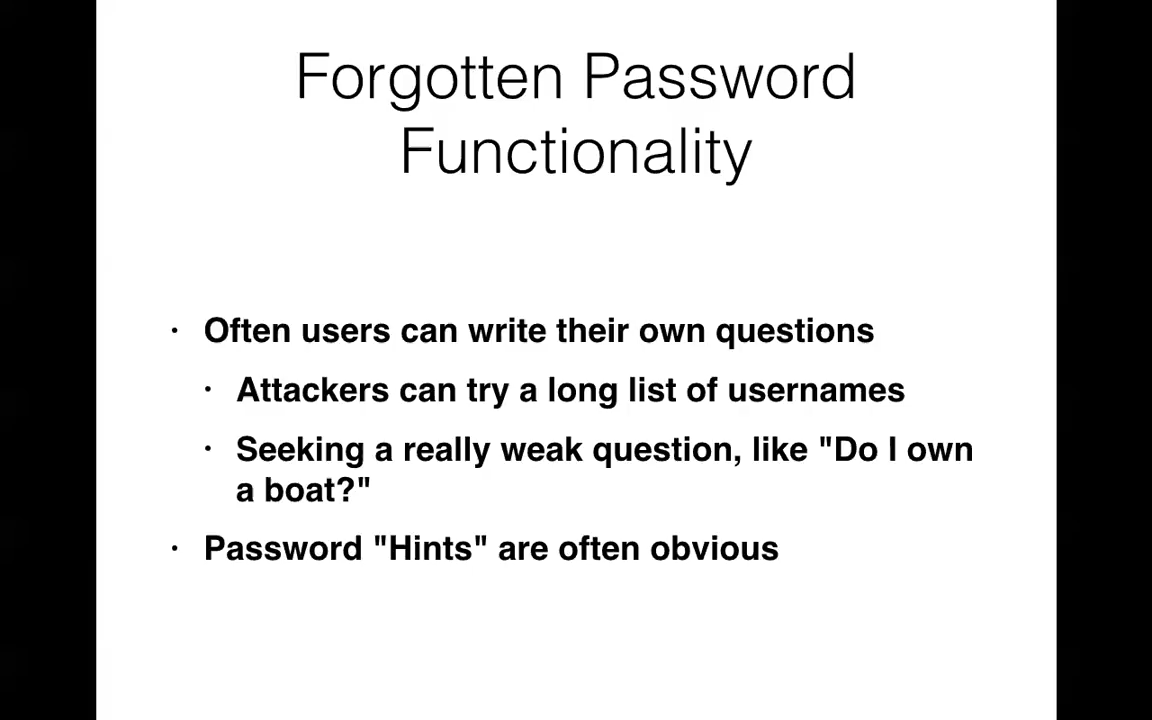 Forgotten Password
Functionality
• Often users can write their own questions
• Attackers can try a long list of usernames
• Seeking a really weak question, like "Do I own
a boat?"
• Password "Hints" are often obvious